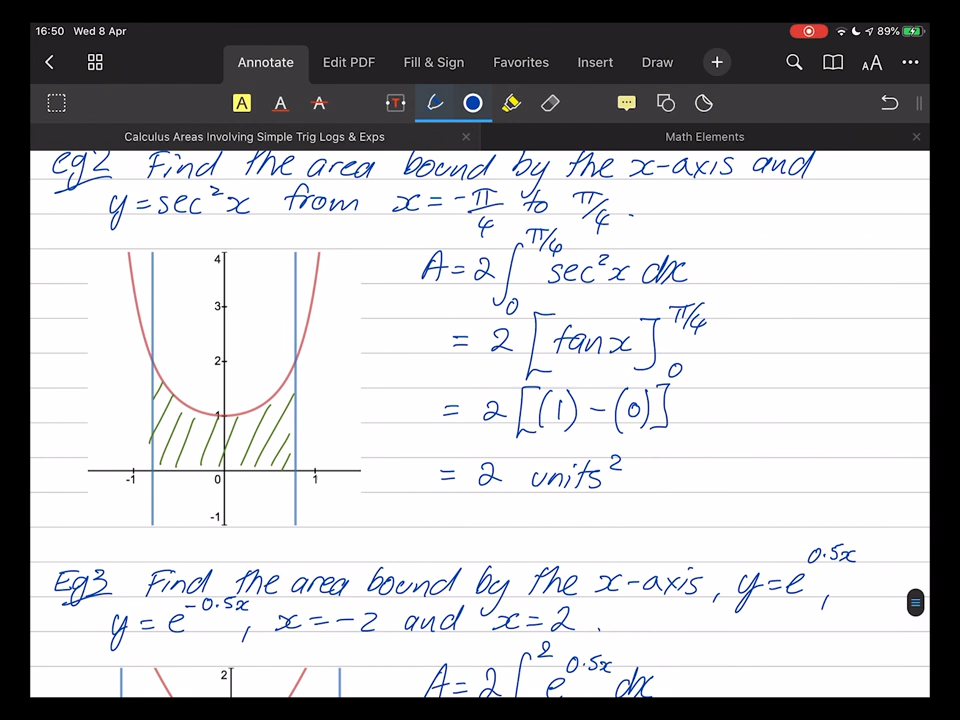 16:50 Wed 8 Apr 89%
Annotate Edit PDF Fill & Sign Favorites Insert Draw +
AA
A A A T
Calculus Areas Involving Simple Trig Logs & Exps × Math Elements ×
eg2 Find the area bound by the x-axis and
y = sec²x from x = -π/4 to π/4.
A = 2 ∫₀^(π/4) sec²x dx
= 2 [tan x]₀^(π/4)
= 2 [(1) - (0)]
= 2 units²
4
3
2
1
-1 0 1
-1
Eg3 Find the area bound by the x-axis, y = e^(0.5x),
y = e^(-0.5x), x = -2 and x = 2.
2
A = 2 ∫² e^(0.5x) dx